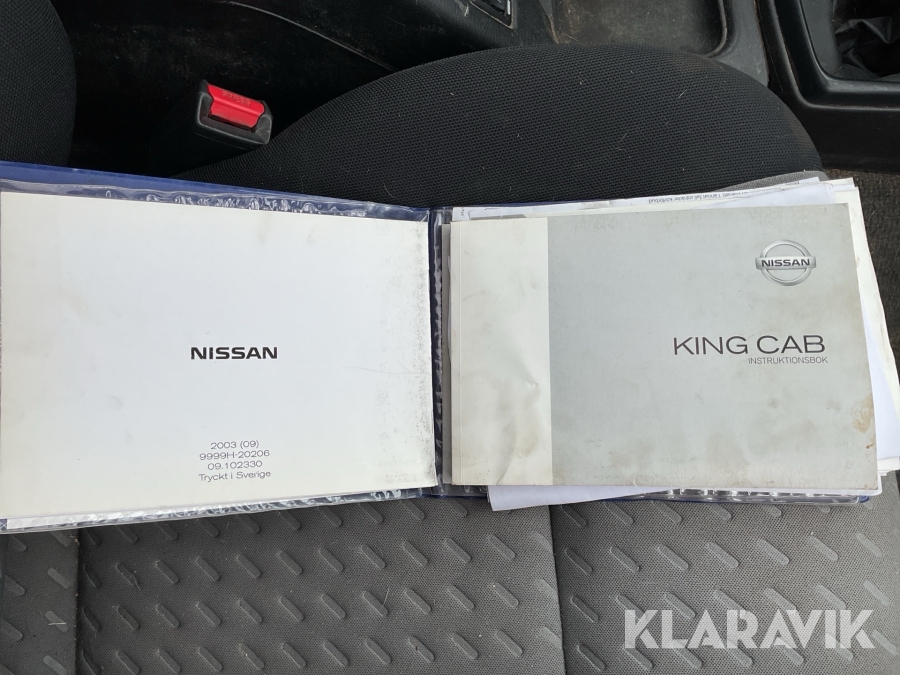 NISSAN
2003 (09)
9999H-20206
09.102330
Tryckt i Sverige
NISSAN
KING CAB
INSTRUKTIONSBOK
KLARAVIK